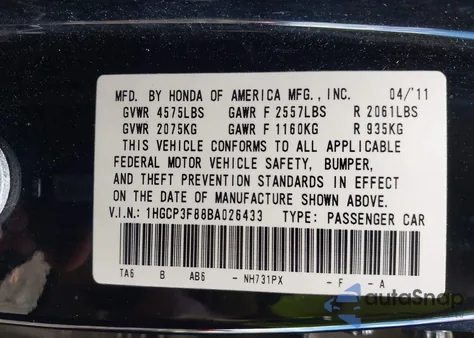 MFD. BY HONDA OF AMERICA MFG., INC. 04/'11
GVWR 4575LBS GAWR F 2557LBS R 2061LBS
GVWR 2075KG GAWR F 1160KG R 935KG
THIS VEHICLE CONFORMS TO ALL APPLICABLE
FEDERAL MOTOR VEHICLE SAFETY, BUMPER,
AND THEFT PREVENTION STANDARDS IN EFFECT
ON THE DATE OF MANUFACTURE SHOWN ABOVE.
V.I.N.: 1HGCP3F88BA026433 TYPE: PASSENGER CAR
TA6 B AB6 - NH731PX - F - A
autoSnap